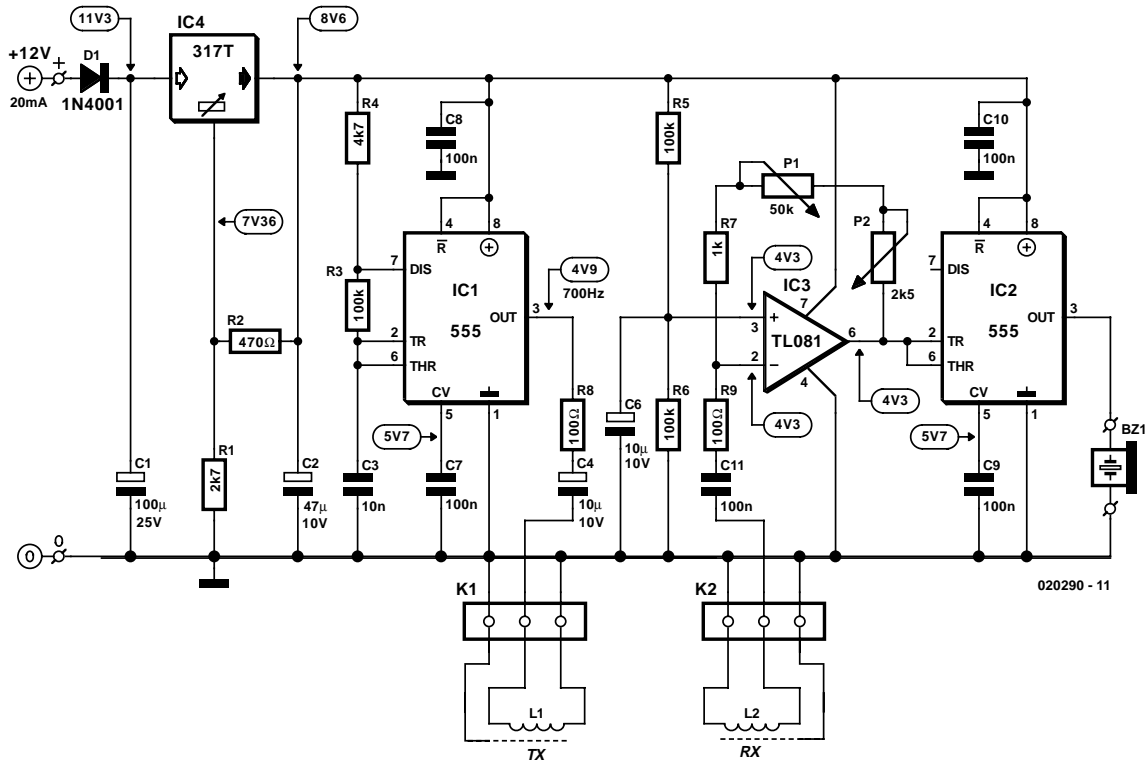 11V3
IC4
8V6
+12V
+
D1
317T
20mA
1N4001
R4
4k7
C8
100n
R5
100k
C10
100n
P1
50k
P2
2k5
7V36
R7
1k
4
8
R
7
DIS
R3
100k
IC1
555
OUT
3
4V9
700Hz
2
TR
6
THR
CV
5
1
4V3
IC3
7
+
3
TL081
2
–
6
4
4
8
R
7
DIS
IC2
555
OUT
3
2
TR
6
THR
CV
5
1
R2
470Ω
R8
100Ω
C6
10µ
10V
R6
100k
R9
100Ω
4V3
4V3
5V7
5V7
BZ1
R1
2k7
C1
100µ
25V
C2
47µ
10V
C3
10n
C7
100n
C4
10µ
10V
C11
100n
C9
100n
0
0
K1
K2
020290 - 11
L1
L2
TX
RX